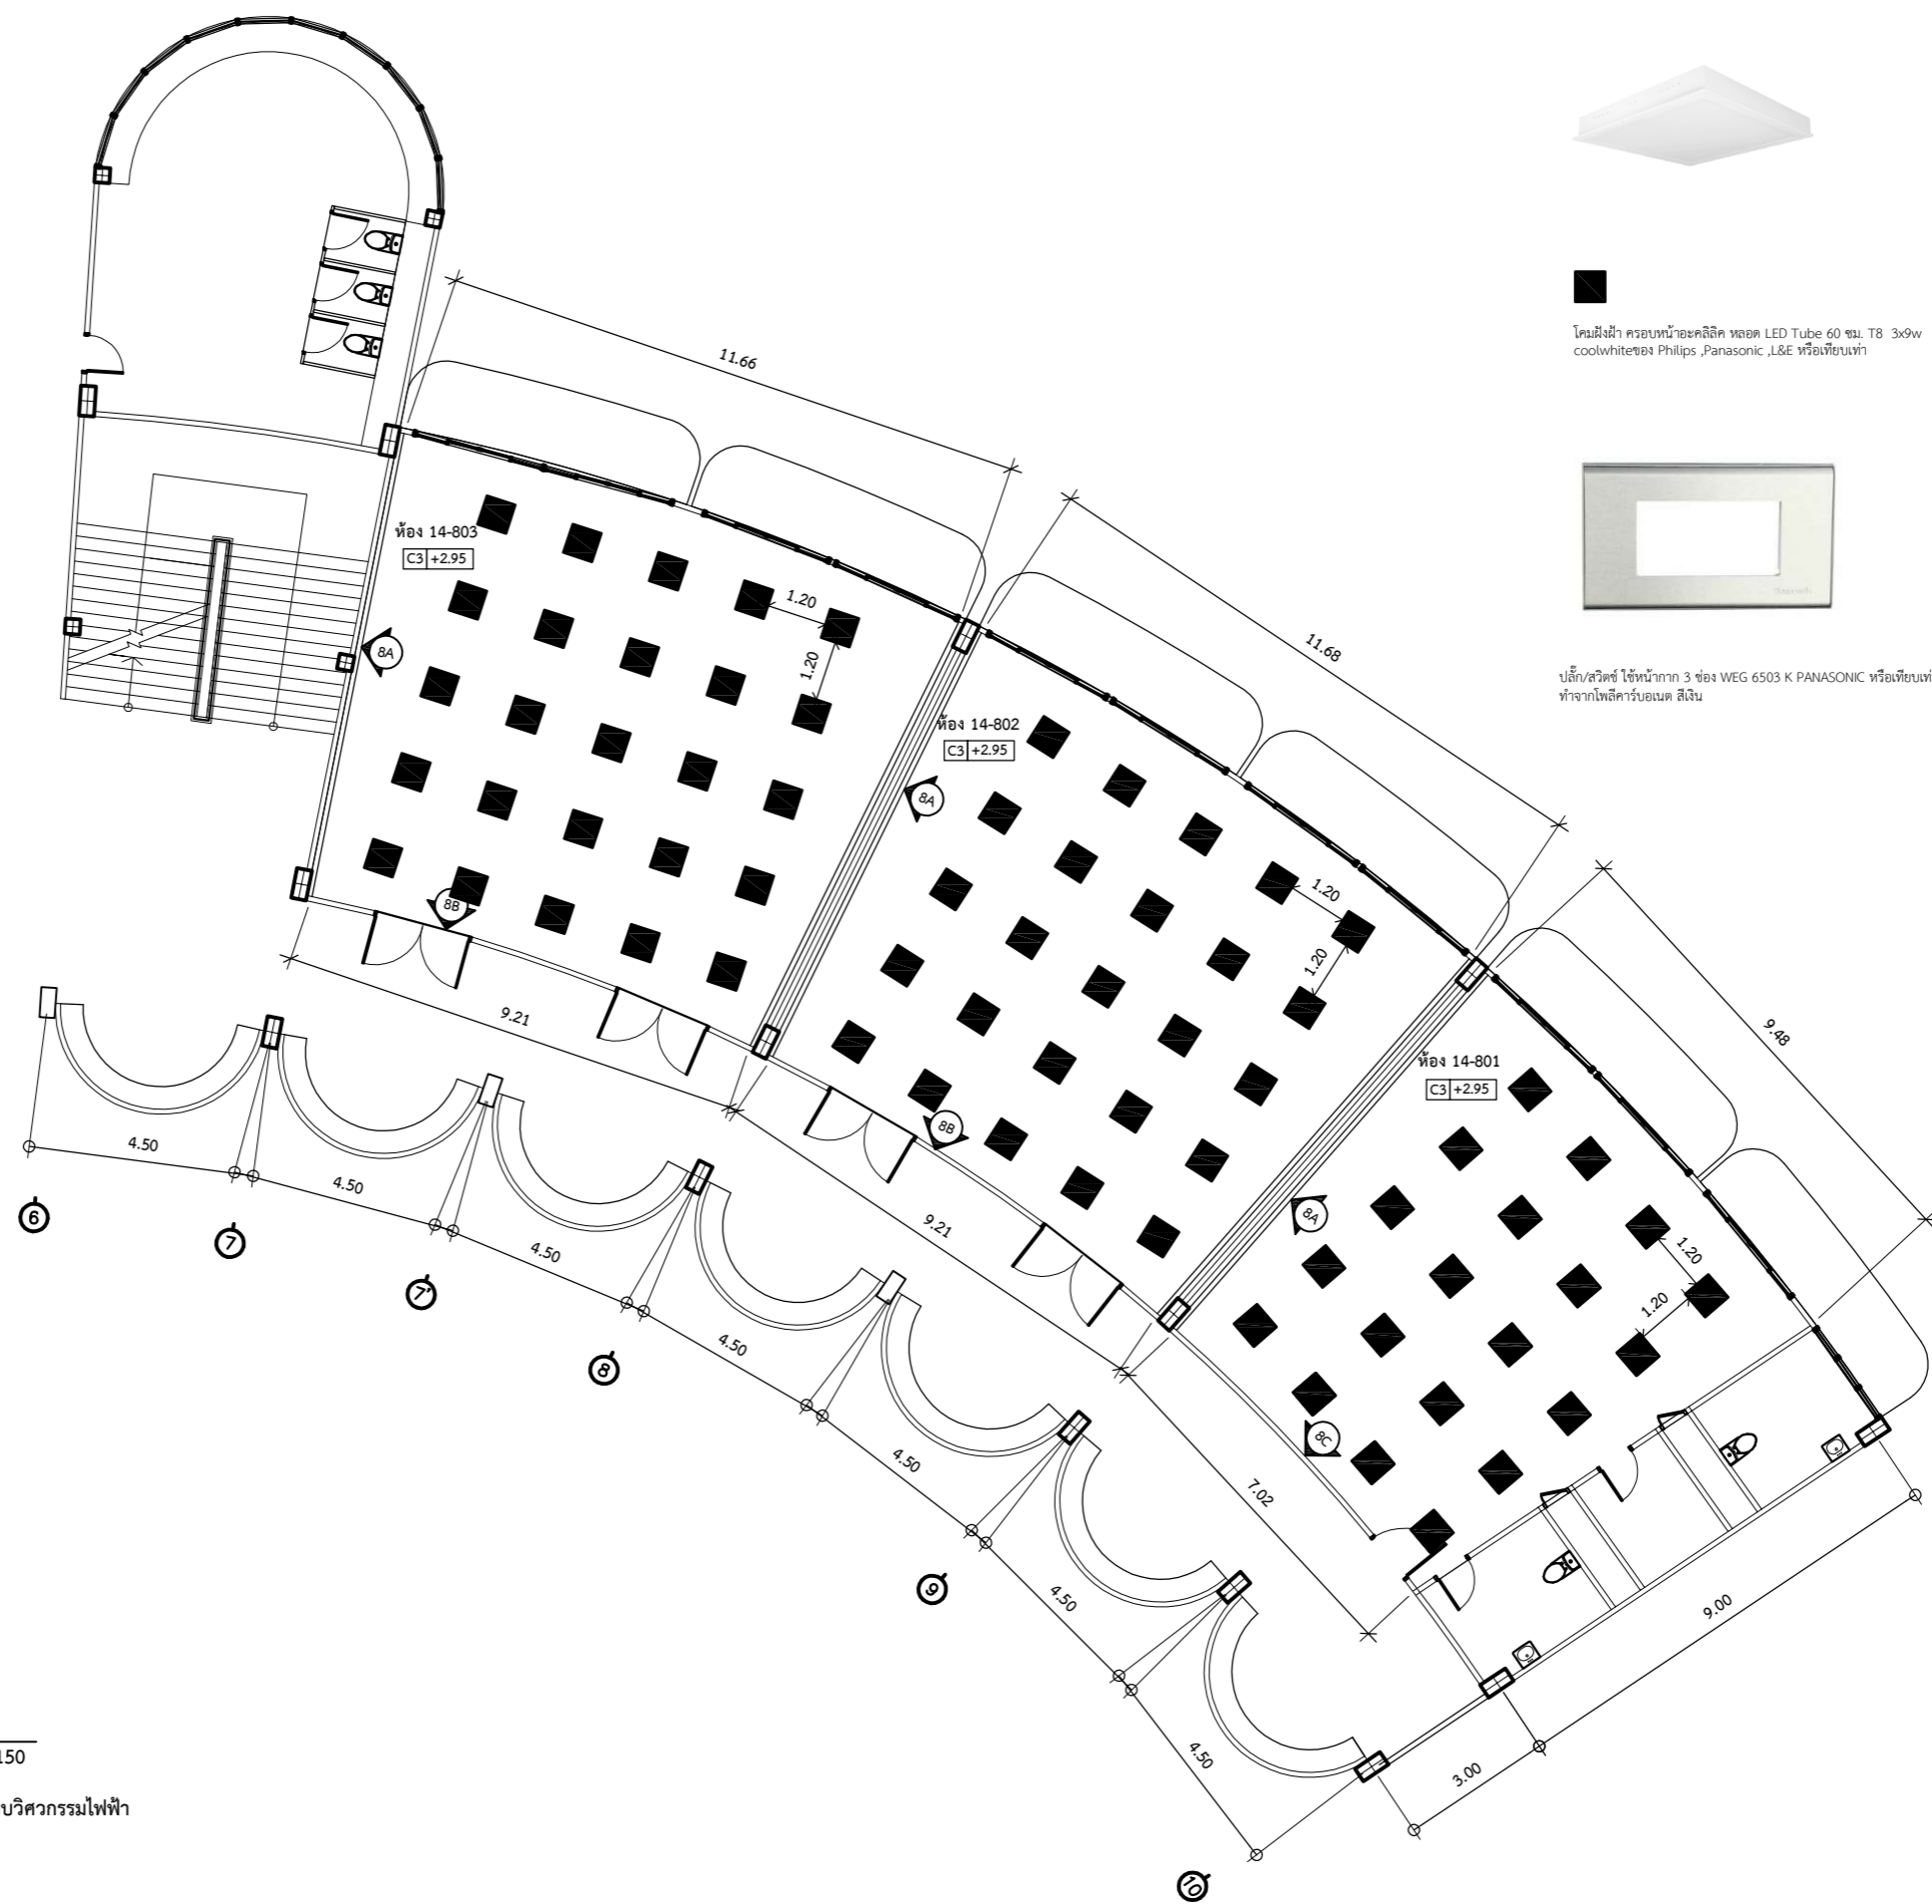 โคมฝังฝ้า ครอบหน้าอะคลิลิค หลอด LED Tube 60 ซม. T8 3x9w
coolwhiteของ Philips ,Panasonic ,L&E หรือเทียบเท่า
ปลั๊ก/สวิตช์ ใช้หน้ากาก 3 ช่อง WEG 6503 K PANASONIC หรือเทียบเท่
ทำจากโพลีคาร์บอเนต สีเงิน
11.66
ห้อง 14-803
C3 +2.95
1.20
1.20
8A
8B
9.21
11.68
ห้อง 14-802
C3 +2.95
8A
1.20
1.20
8B
9.21
9.48
ห้อง 14-801
C3 +2.95
8A
1.20
1.20
8C
7.02
9.00
3.00
4.50
4.50
4.50
4.50
4.50
4.50
4.50
6
7
7'
8
9
10
150
บวิศวกรรมไฟฟ้า